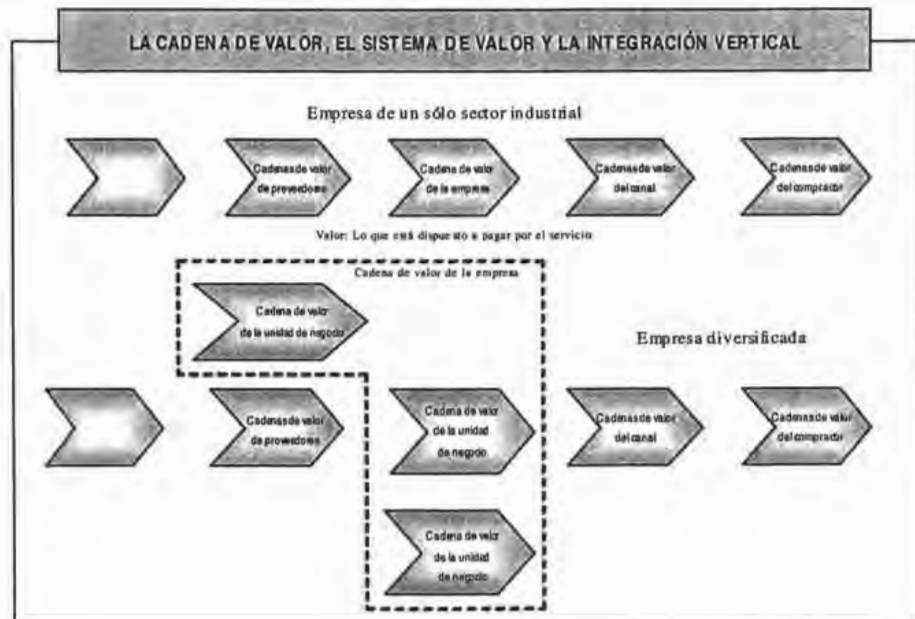 LA CADENA DE VALOR, EL SISTEMA DE VALOR Y LA INTEGRACIÓN VERTICAL
Empresa de un sólo sector industrial
Cadenas de valor
de proveedores
Cadena de valor
de la empresa
Cadenas de valor
del canal
Cadenas de valor
del comprador
Valor: Lo que está dispuesto a pagar por el servicio
Cadena de valor de la empresa
Cadena de valor
de la unidad de negocio
Empresa diversificada
Cadenas de valor
de proveedores
Cadena de valor
de la unidad
de negocio
Cadenas de valor
del canal
Cadenas de valor
del comprador
Cadena de valor
de la unidad
de negocio